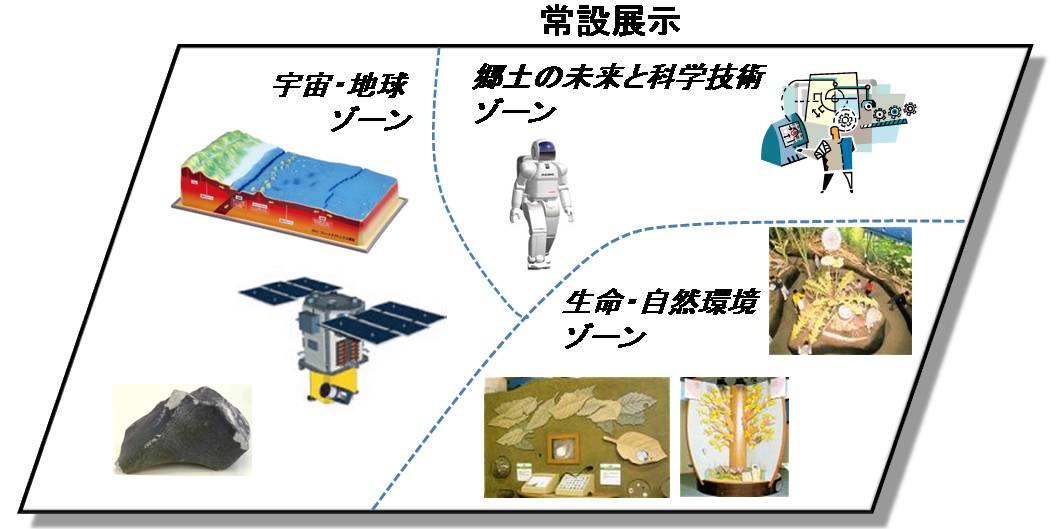 常設展示
宇宙・地球
ゾーン
郷土の未来と科学技術
ゾーン
生命・自然環境
ゾーン